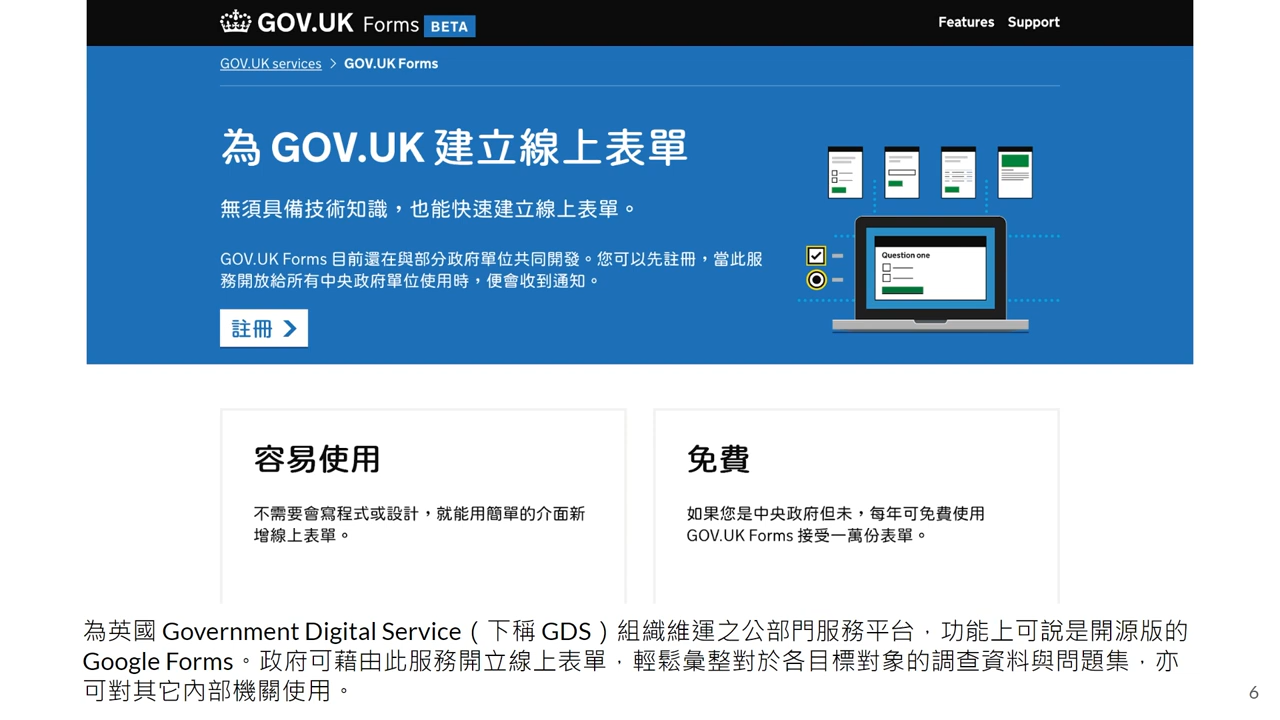 GOV.UK Forms BETA
Features Support
GOV.UK services > GOV.UK Forms
為 GOV.UK 建立線上表單
無須具備技術知識，也能快速建立線上表單。
GOV.UK Forms 目前還在與部分政府單位共同開發。您可以先註冊，當此服
務開放給所有中央政府單位使用時，便會收到通知。
註冊
Question one
容易使用
不需要會寫程式或設計，就能用簡單的介面新
增線上表單。
免費
如果您是中央政府但未，每年可免費使用
GOV.UK Forms 接受一萬份表單。
為英國 Government Digital Service（下稱 GDS）組織維運之公部門服務平台，功能上可說是開源版的
Google Forms。政府可藉由此服務開立線上表單，輕鬆彙整對於各目標對象的調查資料與問題集，亦
可對其它內部機關使用。
6